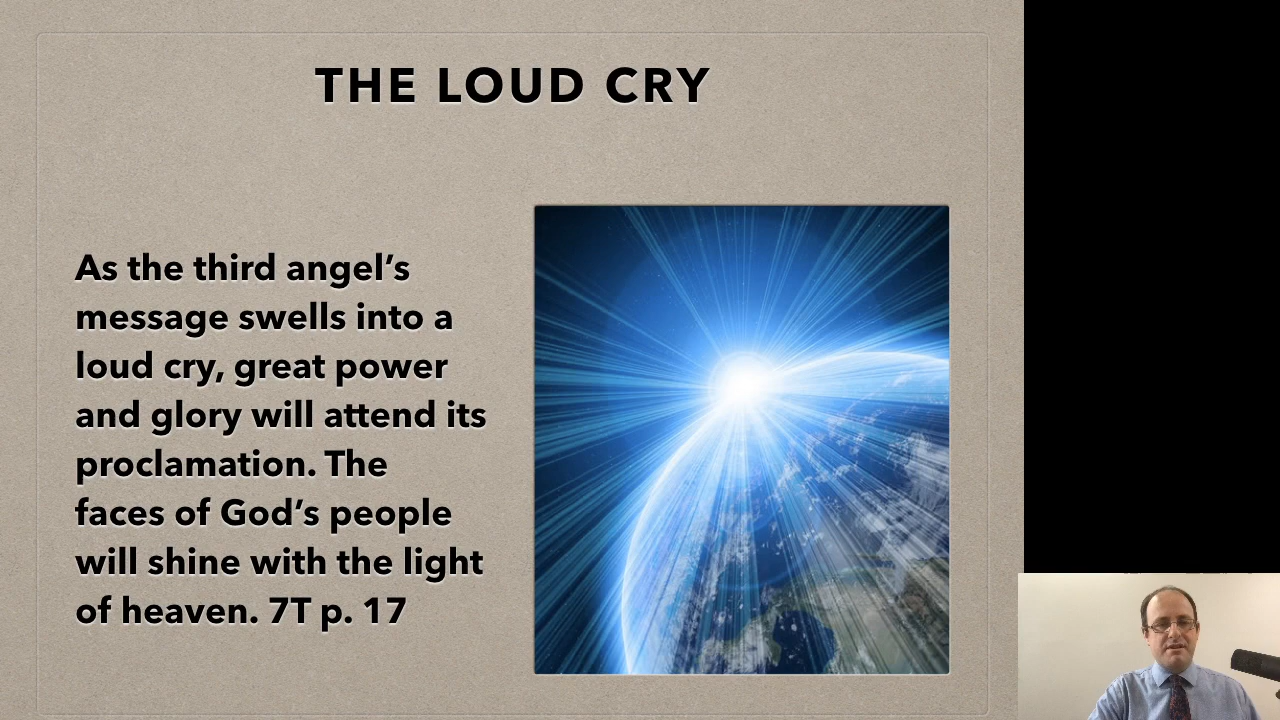 THE LOUD CRY
As the third angel’s
message swells into a
loud cry, great power
and glory will attend its
proclamation. The
faces of God’s people
will shine with the light
of heaven. 7T p. 17